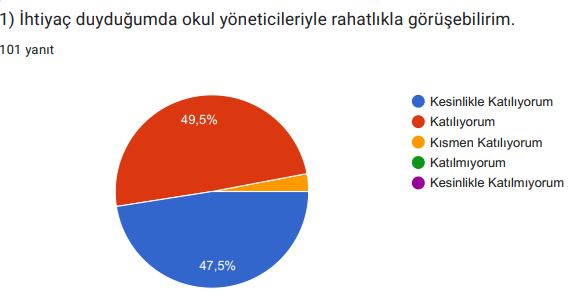 1) İhtiyaç duyduğumda okul yöneticileriyle rahatlıkla görüşebilirim.
101 yanıt
49,5%
47,5%
Kesinlikle Katılıyorum
Katılıyorum
Kısmen Katılıyorum
Katılmıyorum
Kesinlikle Katılmıyorum